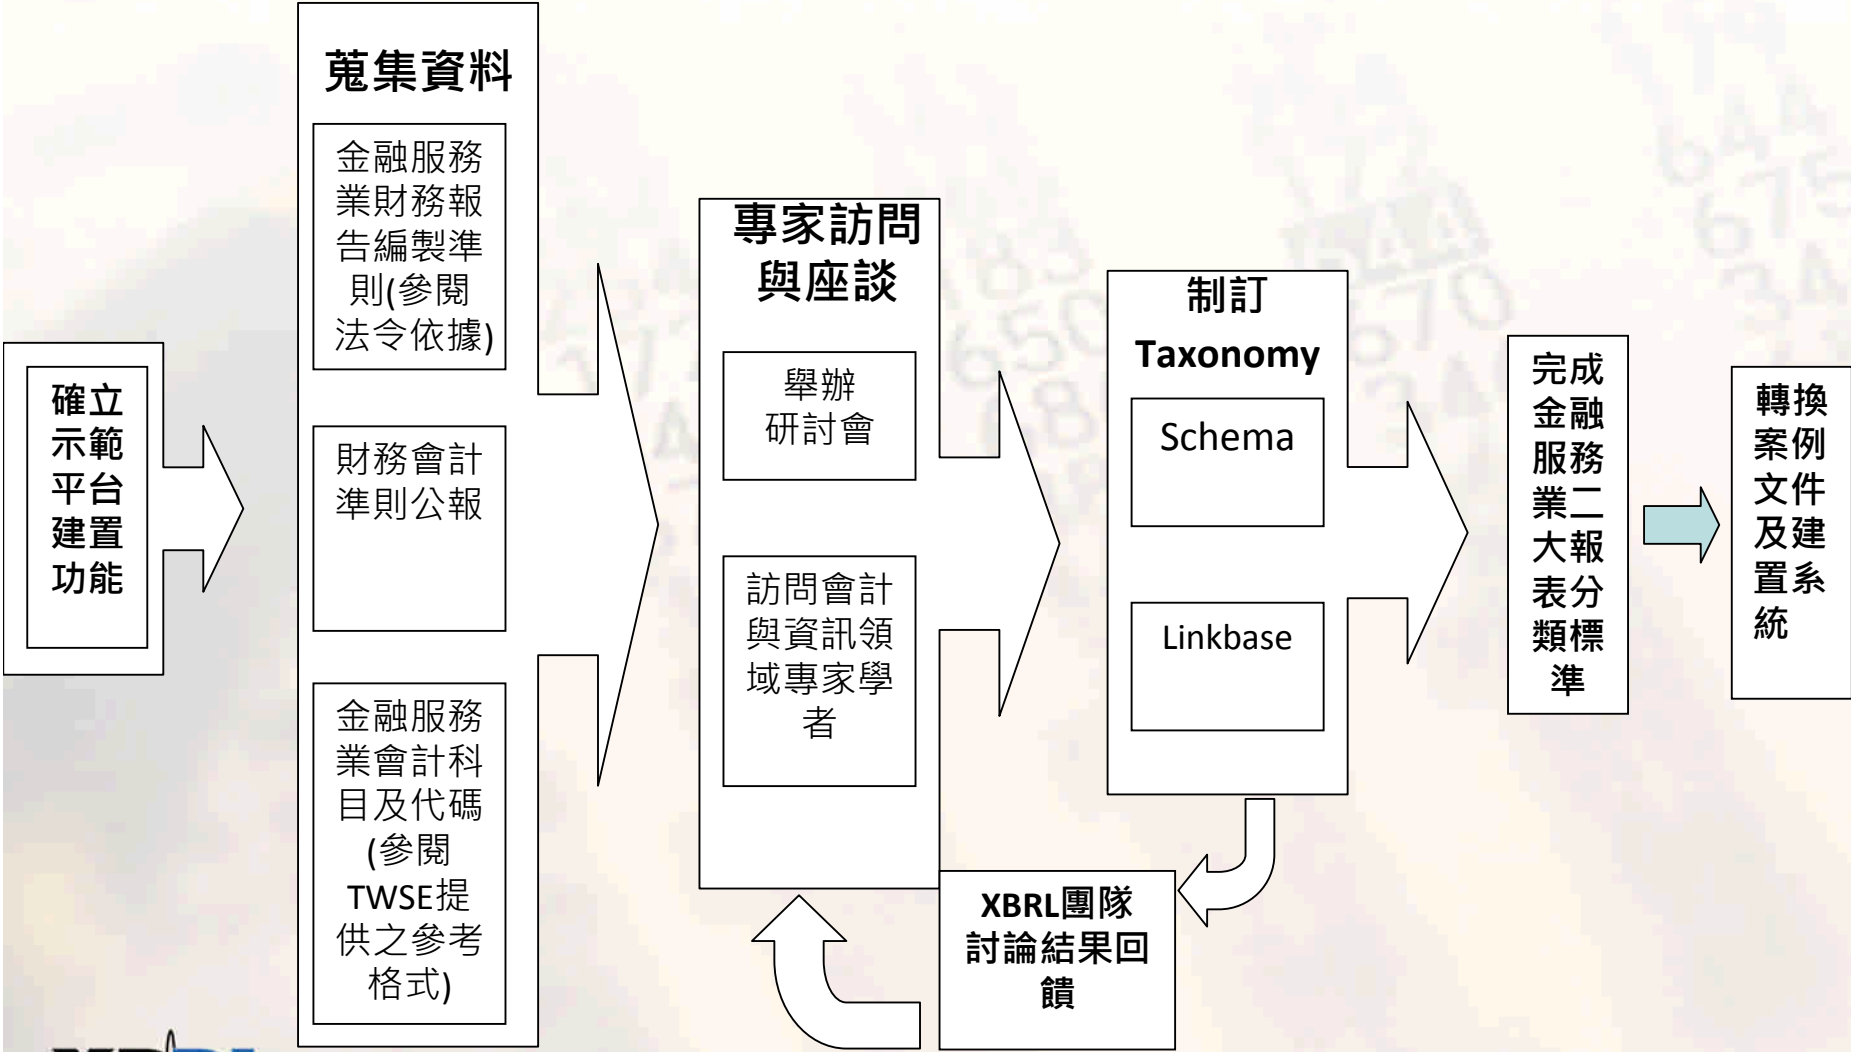 確立
示範
平台
建置
功能
蒐集資料
金融服務
業財務報
告編製準
則(參閱
法令依據)
財務會計
準則公報
金融服務
業會計科
目及代碼
(參閱
TWSE提
供之參考
格式)
專家訪問
與座談
舉辦
研討會
訪問會計
與資訊領
域專家學
者
制訂
Taxonomy
Schema
Linkbase
XBRL團隊
討論結果回
饋
完成
金融
服務
業二
大報
表分
類標
準
轉換
案例
文件
及建
置系
統